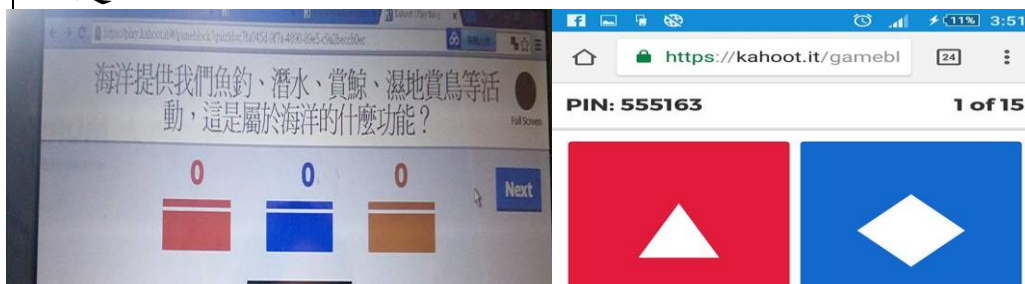 海洋提供我們魚釣、潛水、賞鯨、濕地賞鳥等活
動，這是屬於海洋的什麼功能？
Full Screen
0 0 0
Next
11% 3:51
https://kahoot.it/gamebl 24
PIN: 555163 1 of 15